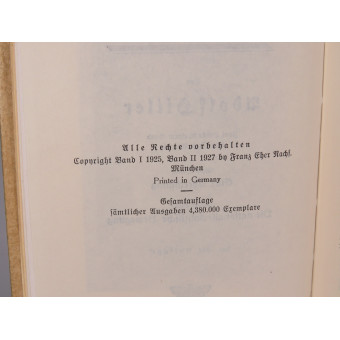 Alle Rechte vorbehalten
Copyright Band I 1925, Band II 1927 by Franz Eher Nachf.
München
Printed in Germany
Gesamtauflage
sämtlicher Ausgaben 4,380.000 Exemplare